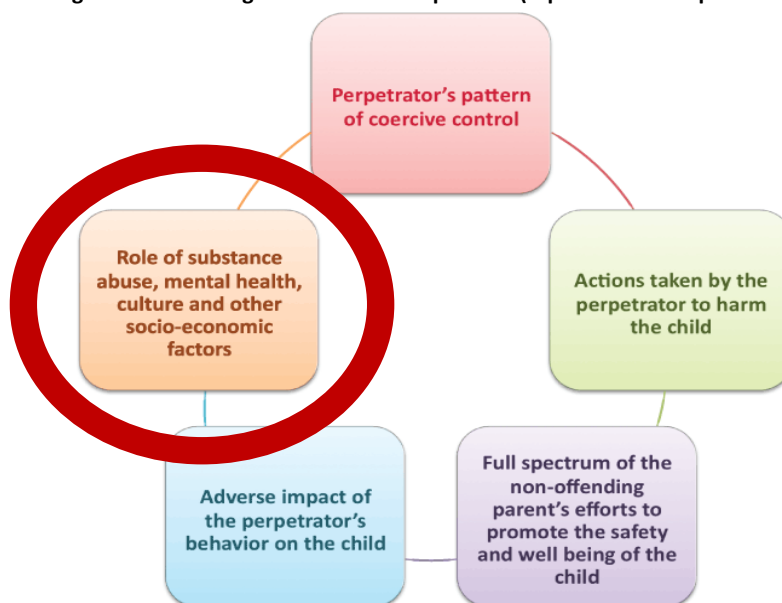 Perpetrator's pattern
of coercive control
Role of substance
abuse, mental health,
culture and other
socio-economic
factors
Actions taken by the
perpetrator to harm
the child
Adverse impact of
the perpetrator's
behavior on the child
Full spectrum of the
non-offending
parent's efforts to
promote the safety
and well being of the
child